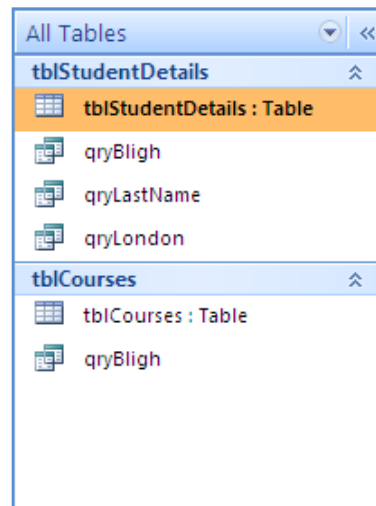 All Tables
tblStudentDetails
tblStudentDetails : Table
qryBligh
qryLastName
qryLondon
tblCourses
tblCourses : Table
qryBligh